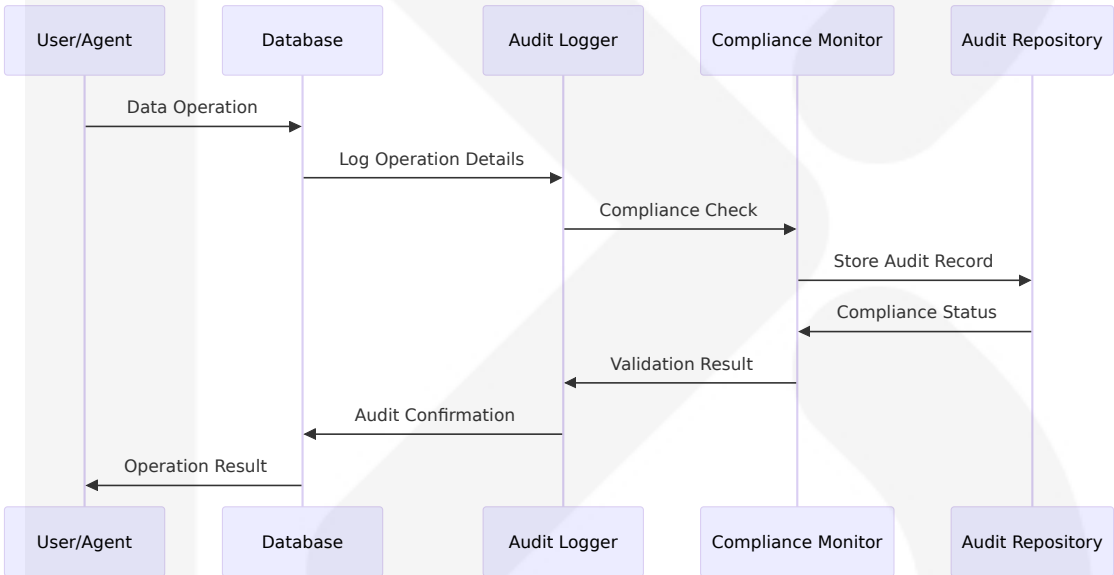 User/Agent
Database
Audit Logger
Compliance Monitor
Audit Repository
Data Operation
Log Operation Details
Compliance Check
Store Audit Record
Compliance Status
Validation Result
Audit Confirmation
Operation Result
User/Agent
Database
Audit Logger
Compliance Monitor
Audit Repository